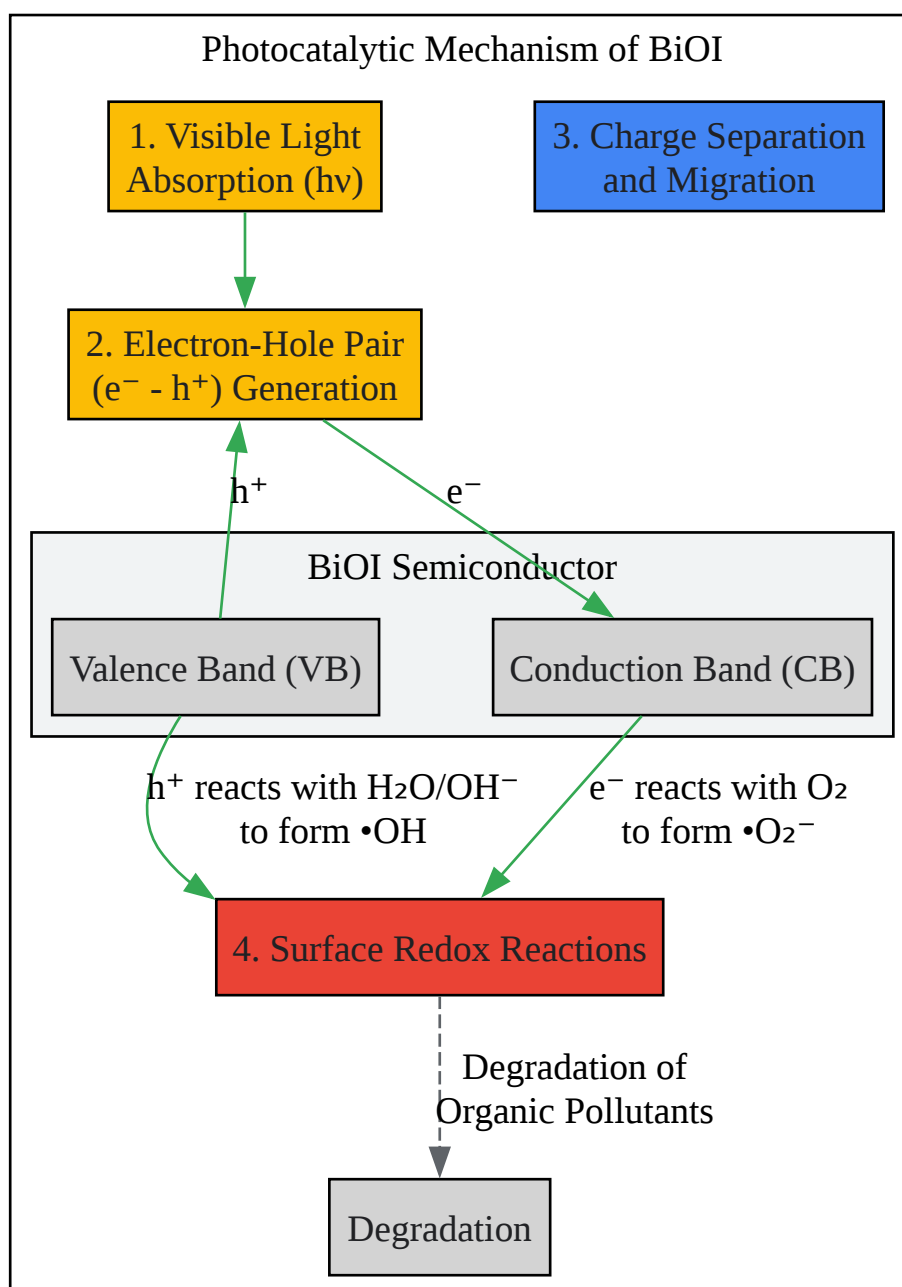 Photocatalytic Mechanism of BiOI
1. Visible Light
Absorption (hν)
3. Charge Separation
and Migration
2. Electron-Hole Pair
(e⁻ - h⁺) Generation
h⁺
e⁻
BiOI Semiconductor
Valence Band (VB)
Conduction Band (CB)
h⁺ reacts with H₂O/OH⁻
to form •OH
e⁻ reacts with O₂
to form •O₂⁻
4. Surface Redox Reactions
Degradation of
Organic Pollutants
Degradation